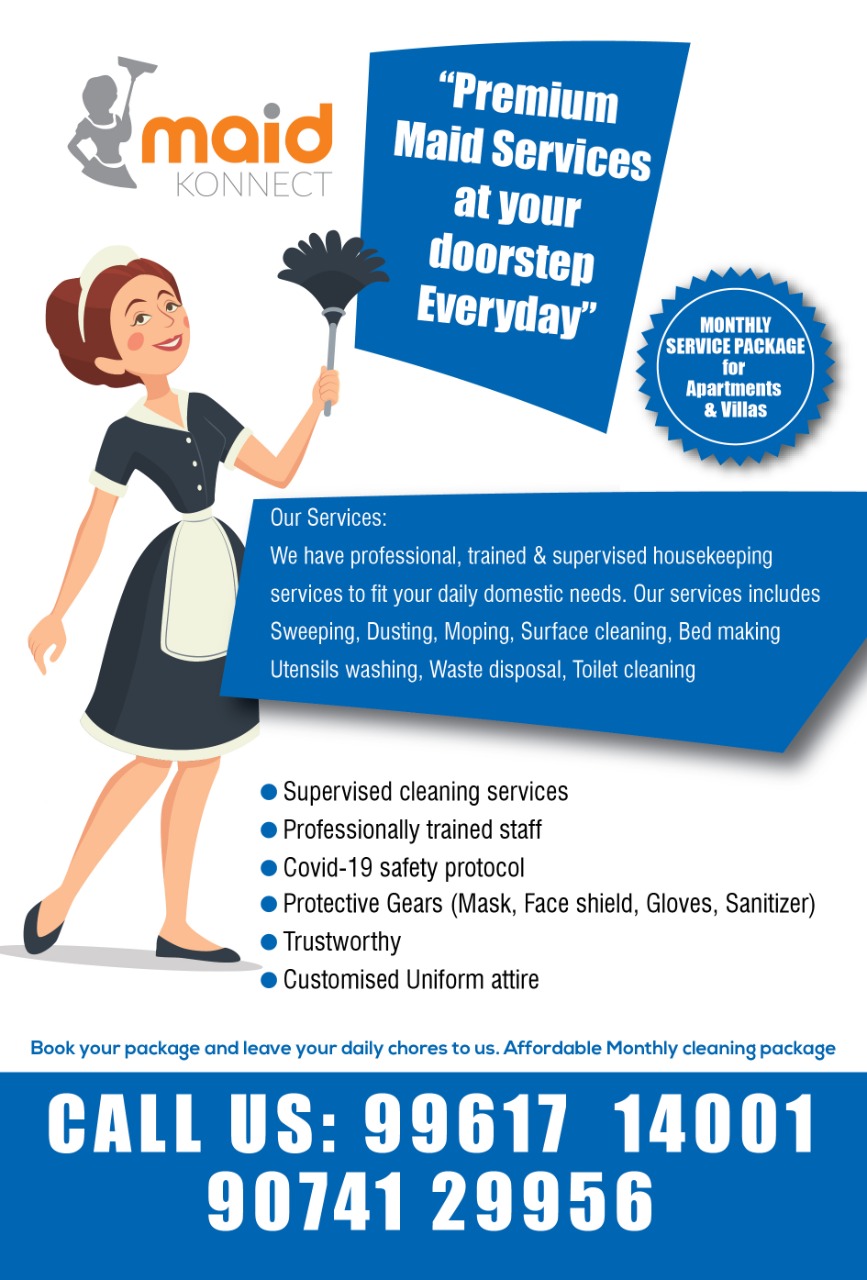 maid
KONNECT
“Premium
Maid Services
at your
doorstep
Everyday”
MONTHLY
SERVICE PACKAGE
for
Apartments
& Villas
Our Services:
We have professional, trained & supervised housekeeping
services to fit your daily domestic needs. Our services includes
Sweeping, Dusting, Moping, Surface cleaning, Bed making
Utensils washing, Waste disposal, Toilet cleaning
● Supervised cleaning services
● Professionally trained staff
● Covid-19 safety protocol
● Protective Gears (Mask, Face shield, Gloves, Sanitizer)
● Trustworthy
● Customised Uniform attire
Book your package and leave your daily chores to us. Affordable Monthly cleaning package
CALL US: 99617 14001
90741 29956